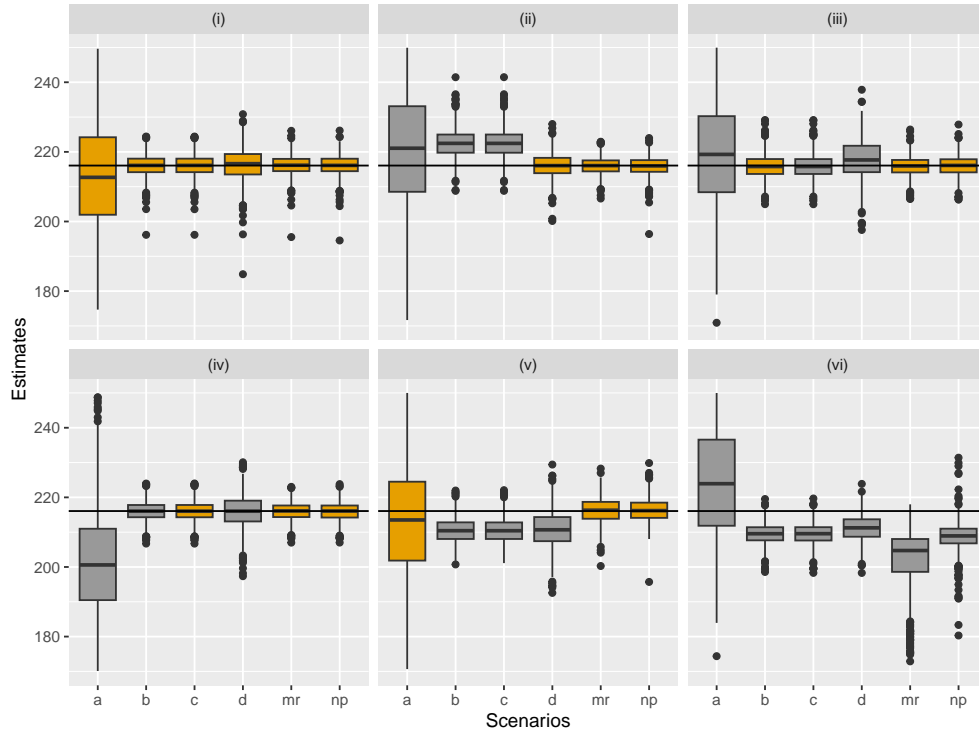 (i) (ii) (iii)
240
220
200
180
Estimates
(iv) (v) (vi)
240
220
200
180
a b c d mr np a b c d mr np a b c d mr np
Scenarios